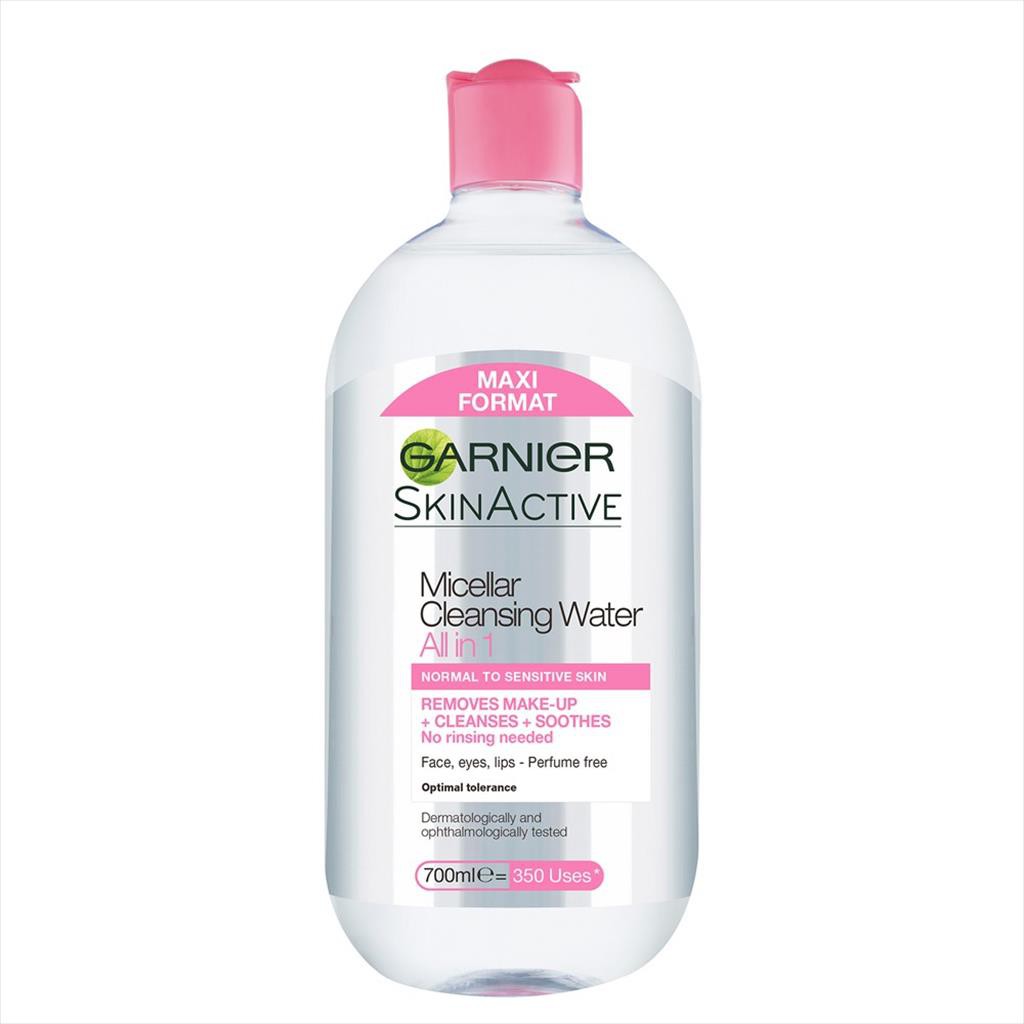 MAXI
FORMAT
GARNIER
SKINACTIVE
Micellar
Cleansing Water
All in 1
NORMAL TO SENSITIVE SKIN
REMOVES MAKE-UP
+ CLEANSES + SOOTHES
No rinsing needed
Face, eyes, lips - Perfume free
Optimal tolerance
Dermatologically and
ophthalmologically tested
700ml℮= 350 Uses*